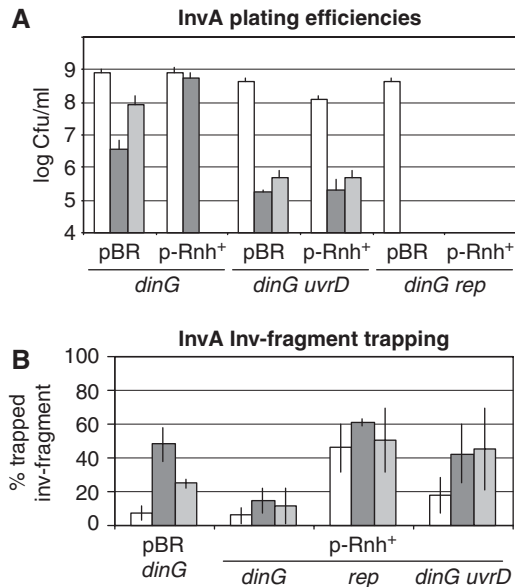 A
InvA plating efficiencies
log Cfu/ml
9
8
7
6
5
4
pBR p-Rnh+ pBR p-Rnh+ pBR p-Rnh+
dinG dinG uvrD dinG rep
B
InvA Inv-fragment trapping
% trapped
inv-fragment
100
80
60
40
20
0
pBR p-Rnh+
dinG dinG rep dinG uvrD